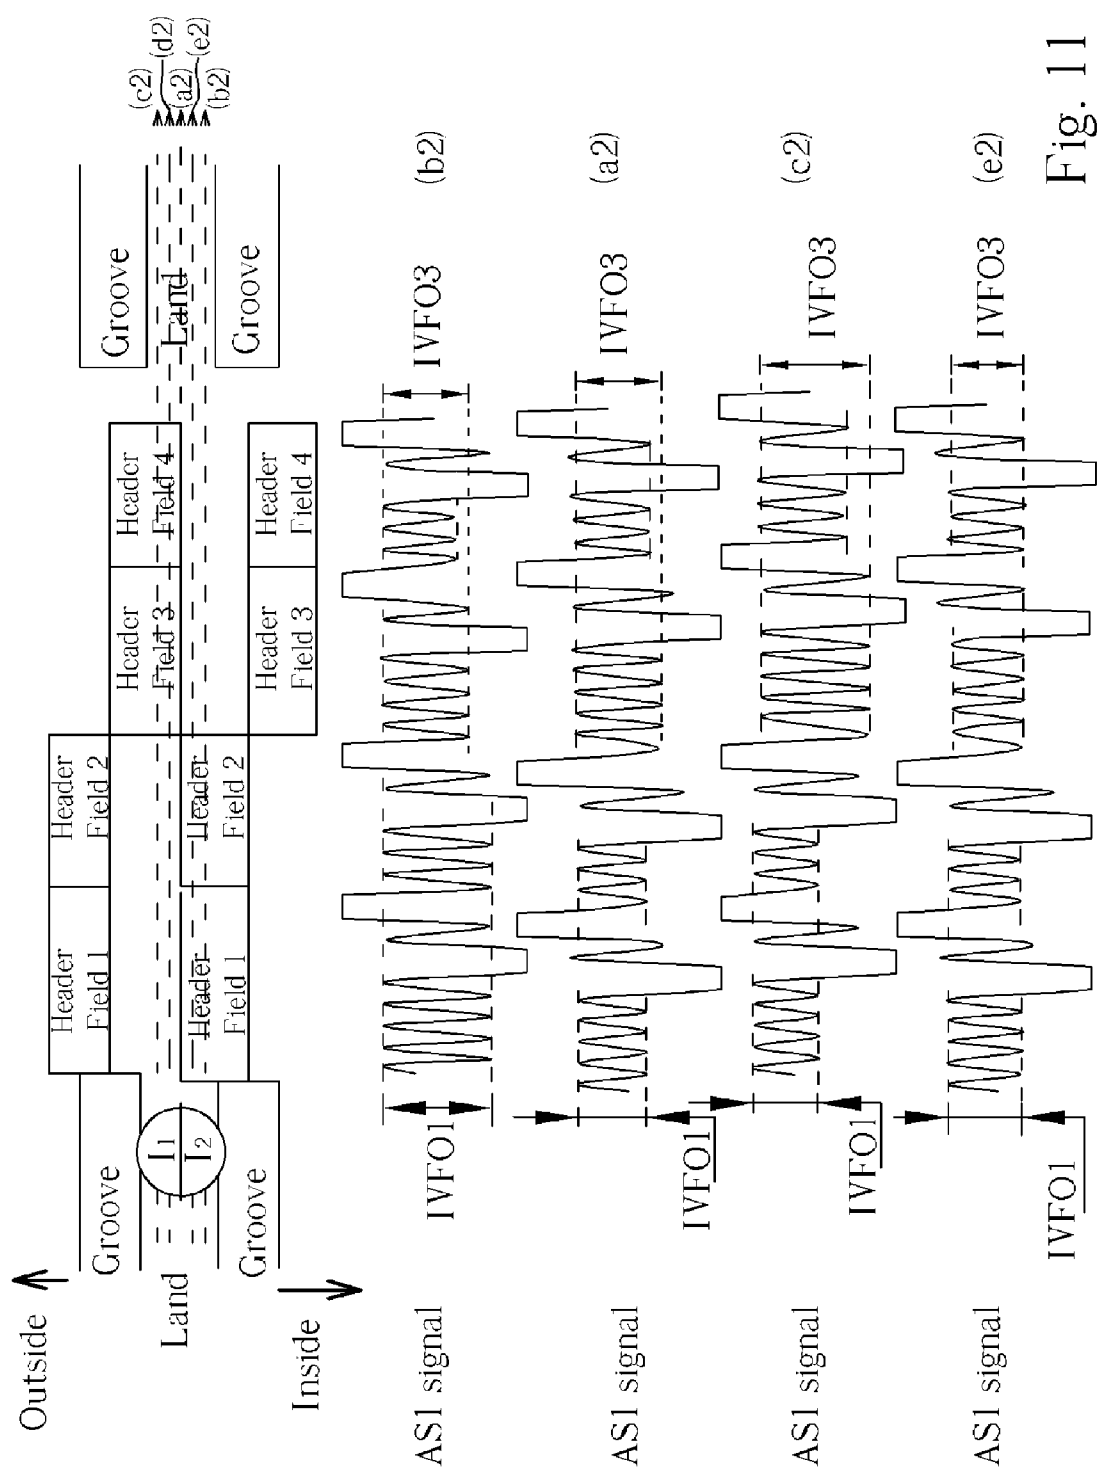 Outside
Groove
Header
Field 1
Header
Field 2
Header
Field 3
Header
Field 4
Groove
Land
I1
I2
Land
(c2)
(d2)
(a2)
(e2)
(b2)
Groove
Header
Field 1
Header
Field 2
Header
Field 3
Header
Field 4
Groove
Inside
AS1 signal
IVFO1
IVFO3
(b2)
AS1 signal
IVFO1
IVFO3
(a2)
AS1 signal
IVFO1
IVFO3
(c2)
AS1 signal
IVFO1
IVFO3
(e2)
Fig. 11